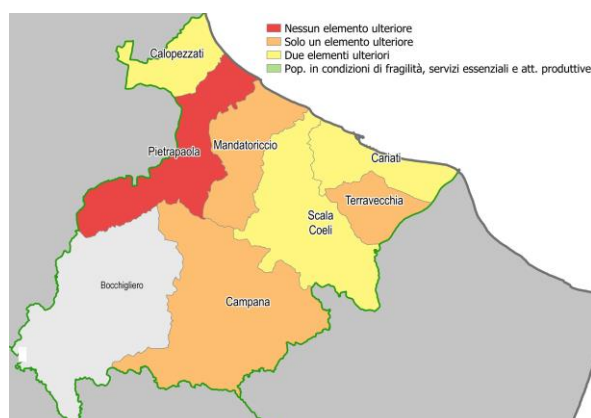 Nessun elemento ulteriore
Solo un elemento ulteriore
Due elementi ulteriori
Pop. in condizioni di fragilità, servizi essenziali e att. produttive
Calopezzati
Pietrapaola
Mandatoriccio
Cariati
Terravecchia
Scala
Coeli
Bocchigliero
Campana